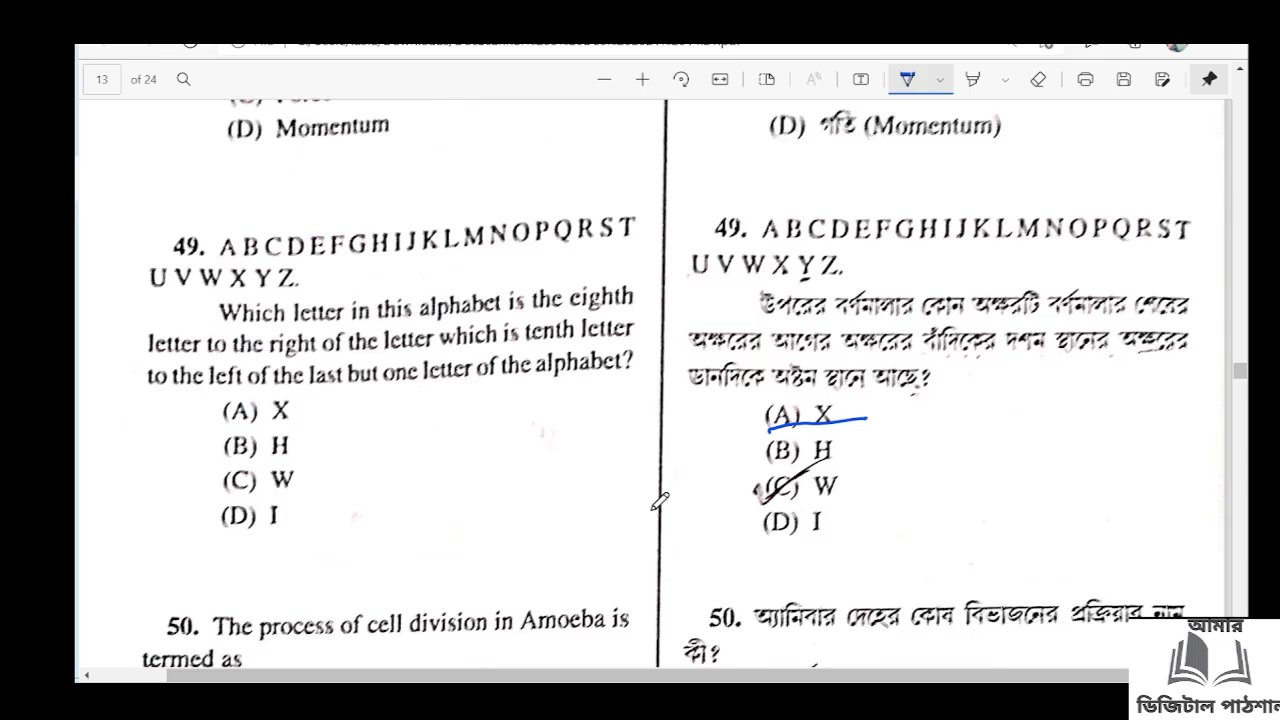 13 of 24
(D) Momentum
49. A B C D E F G H I J K L M N O P Q R S T
U V W X Y Z.
Which letter in this alphabet is the eighth
letter to the right of the letter which is tenth letter
to the left of the last but one letter of the alphabet?
(A) X
(B) H
(C) W
(D) I
50. The process of cell division in Amoeba is
termed as
(D) গতি (Momentum)
49. A B C D E F G H I J K L M N O P Q R S T
U V W X Y Z.
উপরের বর্ণমালার কোন অক্ষরটি বর্ণমালার শেষের
অক্ষরের আগের অক্ষরের বাঁদিকের দশম স্থানের অক্ষরের
ডানদিকে অষ্টম স্থানে আছে?
(A) X
(B) H
(C) W
(D) I
50. অ্যামিবার দেহের কোষ বিভাজনের প্রক্রিয়ার নাম
কী?
আমার
ডিজিটাল